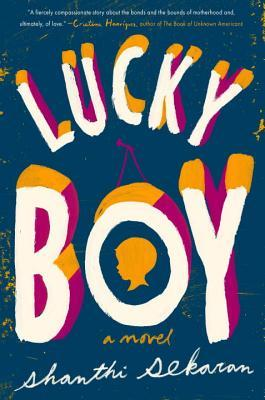 "A fiercely compassionate story about the bonds and the bounds of motherhood and,
ultimately, of love." —Cristina Henríquez, author of The Book of Unknown Americans
LUCKY
BOY
a novel
shanthi sekaran